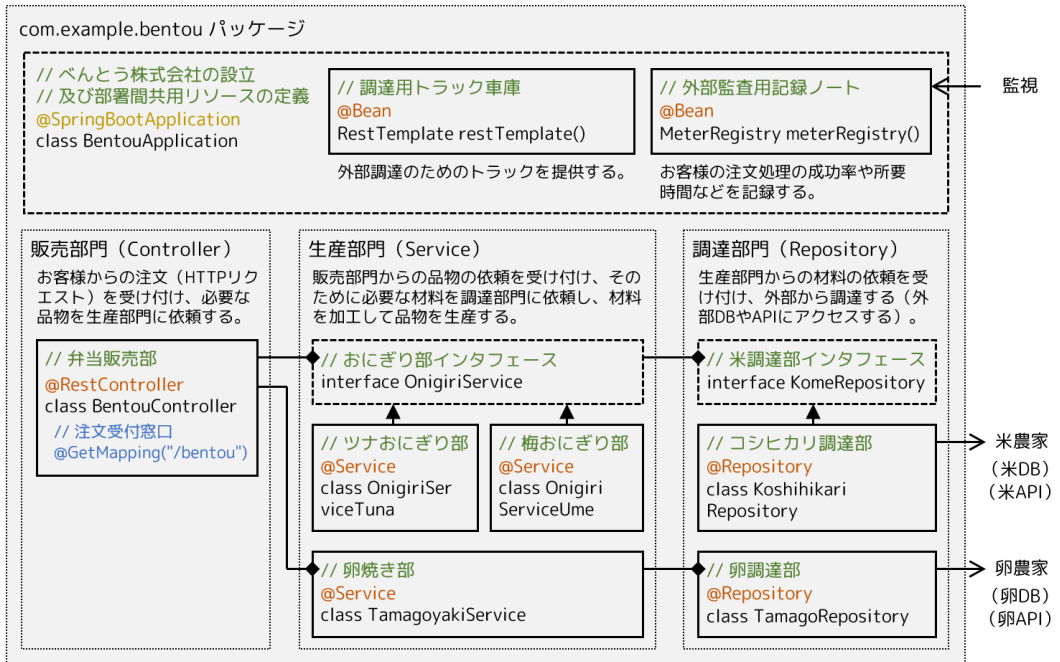 com.example.bentou パッケージ
// べんとう株式会社の設立
// 及び部署間共用リソースの定義
@SpringBootApplication
class BentouApplication
// 調達用トラック車庫
@Bean
RestTemplate restTemplate()
外部調達のためのトラックを提供する。
// 外部監査用記録ノート
@Bean
MeterRegistry meterRegistry()
お客様の注文処理の成功率や所要
時間などを記録する。
監視
販売部門（Controller）
お客様からの注文（HTTPリク
エスト）を受け付け、必要な
品物を生産部門に依頼する。
// 弁当販売部
@RestController
class BentouController
// 注文受付窓口
@GetMapping("/bentou")
生産部門（Service）
販売部門からの品物の依頼を受け付け、その
ために必要な材料を調達部門に依頼し、材料
を加工して品物を生産する。
// おにぎり部インタフェース
interface OnigiriService
// ツナおにぎり部
@Service
class OnigiriSer
viceTuna
// 梅おにぎり部
@Service
class Onigiri
ServiceUme
// 卵焼き部
@Service
class TamagoyakiService
調達部門（Repository）
生産部門からの材料の依頼を受
け付け、外部から調達する（外
部DBやAPIにアクセスする）。
// 米調達部インタフェース
interface KomeRepository
// コシヒカリ調達部
@Repository
class Koshihikari
Repository
// 卵調達部
@Repository
class TamagoRepository
米農家
（米DB）
（米API）
卵農家
（卵DB）
（卵API）